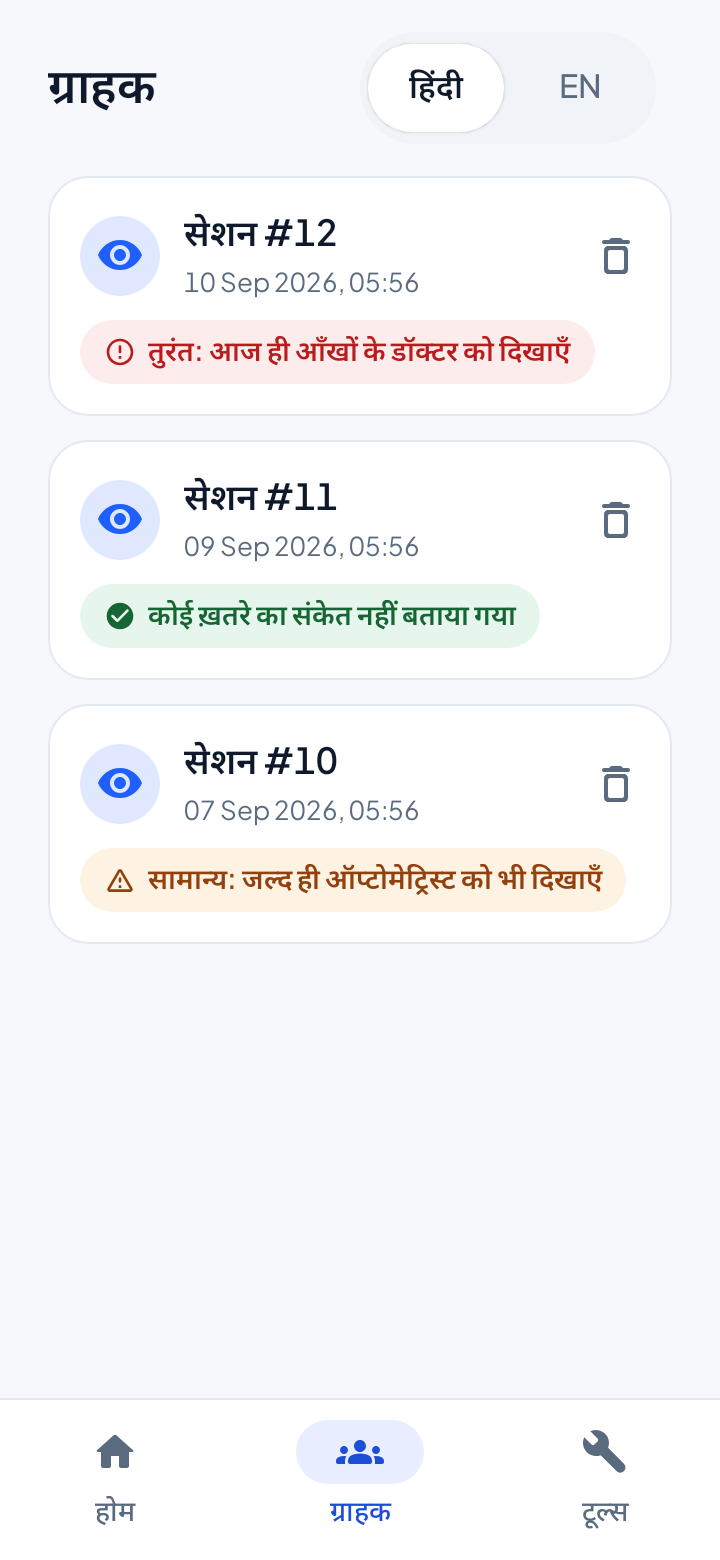 ग्राहक
हिंदी
EN
सेशन #12
10 Sep 2026, 05:56
तुरंत: आज ही आँखों के डॉक्टर को दिखाएँ
सेशन #11
09 Sep 2026, 05:56
कोई ख़तरे का संकेत नहीं बताया गया
सेशन #10
07 Sep 2026, 05:56
सामान्य: जल्द ही ऑप्टोमेट्रिस्ट को भी दिखाएँ
होम
ग्राहक
टूल्स